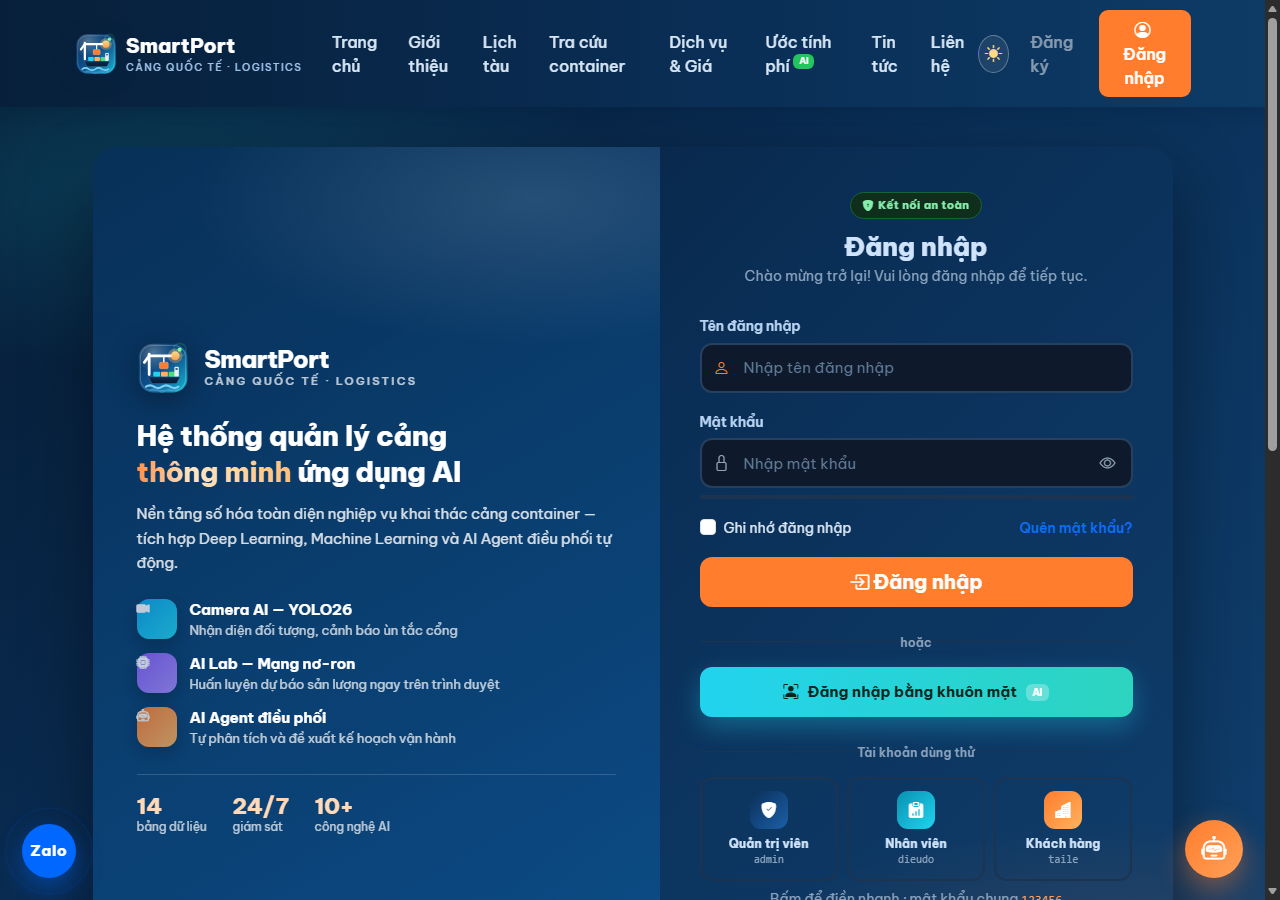 SmartPort
CẢNG QUỐC TẾ · LOGISTICS
Trang chủ
Giới thiệu
Lịch tàu
Tra cứu container
Dịch vụ & Giá
Ước tính phí AI
Tin tức
Liên hệ
Đăng ký
Đăng nhập
SmartPort
CẢNG QUỐC TẾ · LOGISTICS
Hệ thống quản lý cảng
thông minh ứng dụng AI
Nền tảng số hóa toàn diện nghiệp vụ khai thác cảng container —
tích hợp Deep Learning, Machine Learning và AI Agent điều phối tự
động.
Camera AI — YOLO26
Nhận diện đối tượng, cảnh báo ùn tắc cổng
AI Lab — Mạng nơ-ron
Huấn luyện dự báo sản lượng ngay trên trình duyệt
AI Agent điều phối
Tự phân tích và đề xuất kế hoạch vận hành
14
bảng dữ liệu
24/7
giám sát
10+
công nghệ AI
Kết nối an toàn
Đăng nhập
Chào mừng trở lại! Vui lòng đăng nhập để tiếp tục.
Tên đăng nhập
Nhập tên đăng nhập
Mật khẩu
Nhập mật khẩu
Ghi nhớ đăng nhập
Quên mật khẩu?
Đăng nhập
hoặc
Đăng nhập bằng khuôn mặt AI
Tài khoản dùng thử
Quản trị viên
admin
Nhân viên
dieudo
Khách hàng
taile
Bấm để điền nhanh · mật khẩu chung 123456
Zalo